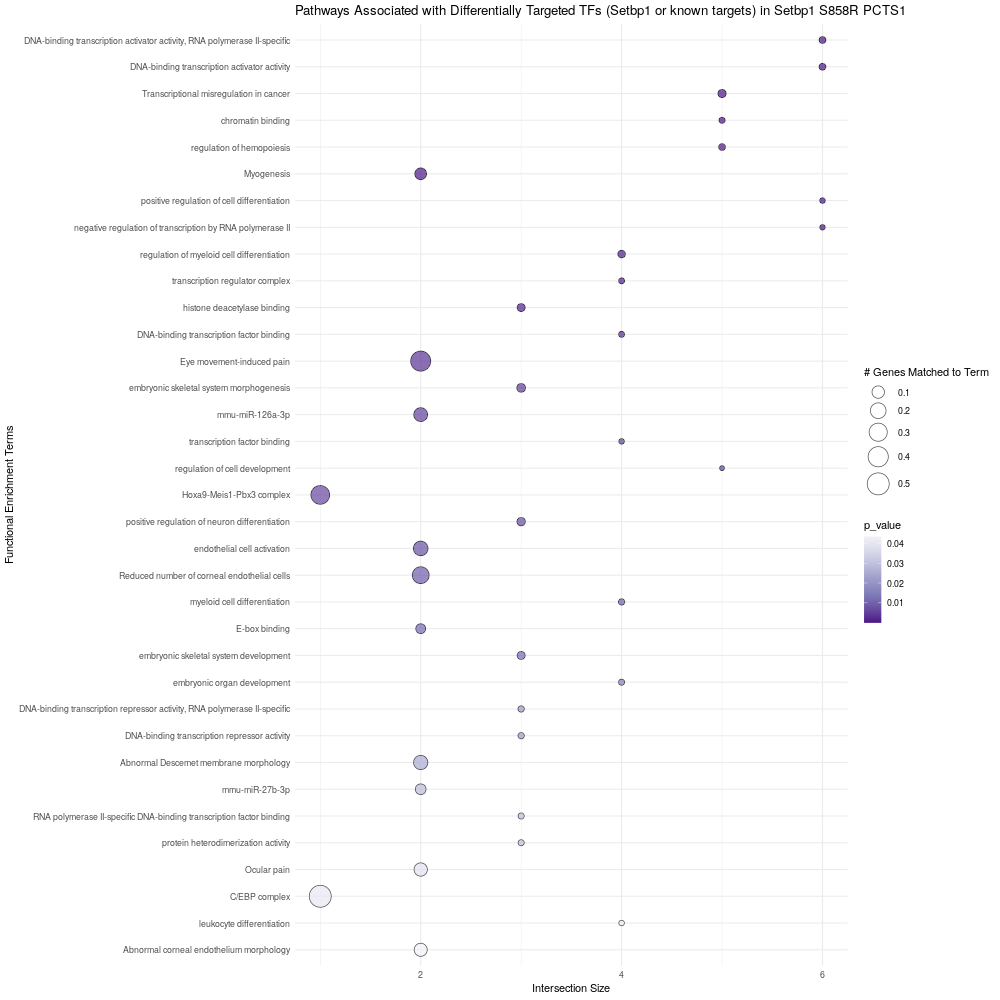 Pathways Associated with Differentially Targeted TFs (Setbp1 or known targets) in Setbp1 S858R PCTS1
Functional Enrichment Terms
DNA-binding transcription activator activity, RNA polymerase II-specific
DNA-binding transcription activator activity
Transcriptional misregulation in cancer
chromatin binding
regulation of hemopoiesis
Myogenesis
positive regulation of cell differentiation
negative regulation of transcription by RNA polymerase II
regulation of myeloid cell differentiation
transcription regulator complex
histone deacetylase binding
DNA-binding transcription factor binding
Eye movement-induced pain
embryonic skeletal system morphogenesis
mmu-miR-126a-3p
transcription factor binding
regulation of cell development
Hoxa9-Meis1-Pbx3 complex
positive regulation of neuron differentiation
endothelial cell activation
Reduced number of corneal endothelial cells
myeloid cell differentiation
E-box binding
embryonic skeletal system development
embryonic organ development
DNA-binding transcription repressor activity, RNA polymerase II-specific
DNA-binding transcription repressor activity
Abnormal Descemet membrane morphology
mmu-miR-27b-3p
RNA polymerase II-specific DNA-binding transcription factor binding
protein heterodimerization activity
Ocular pain
C/EBP complex
leukocyte differentiation
Abnormal corneal endothelium morphology
2 4 6
Intersection Size
# Genes Matched to Term
0.1
0.2
0.3
0.4
0.5
p_value
0.04
0.03
0.02
0.01